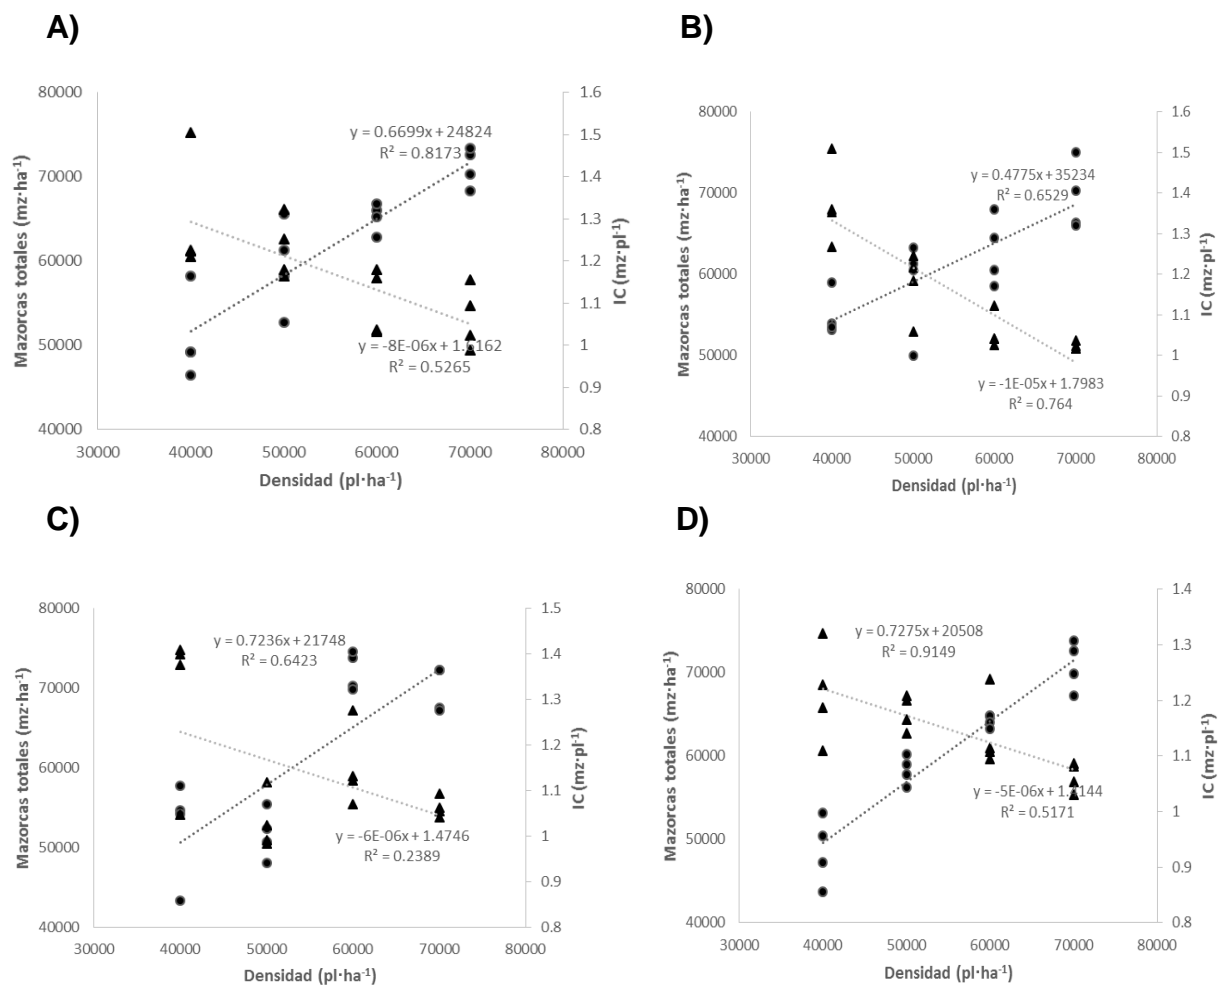 A)
80000
70000
60000
50000
40000
Mazorcas totales (mz·ha⁻¹)
y = 0.6699x + 24824
R² = 0.8173
R² = 0.5265
1.6
1.5
1.4
1.3
1.2
1.1
1
0.9
0.8
IC (mz·pl⁻¹)
30000 40000 50000 60000 70000 80000
Densidad (pl·ha⁻¹)
B)
80000
70000
60000
50000
40000
Mazorcas totales (mz·ha⁻¹)
y = 0.4775x + 35234
R² = 0.6529
y = -1E-05x + 1.7983
R² = 0.764
1.6
1.5
1.4
1.3
1.2
1.1
1
0.9
0.8
IC (mz·pl⁻¹)
30000 40000 50000 60000 70000 80000
Densidad (pl·ha⁻¹)
C)
80000
70000
60000
50000
40000
Mazorcas totales (mz·ha⁻¹)
y = 0.7236x + 21748
R² = 0.6423
y = -6E-06x + 1.4746
R² = 0.2389
1.5
1.4
1.3
1.2
1.1
1
0.9
0.8
IC (mz·pl⁻¹)
30000 40000 50000 60000 70000 80000
Densidad (pl·ha⁻¹)
D)
80000
70000
60000
50000
40000
Mazorcas totales (mz·ha⁻¹)
y = 0.7275x + 20508
R² = 0.9149
y = -5E-06x +
R² = 0.5171
1.4
1.3
1.2
1.1
1
0.9
0.8
IC (mz·pl⁻¹)
30000 40000 50000 60000 70000 80000
Densidad (pl·ha⁻¹)